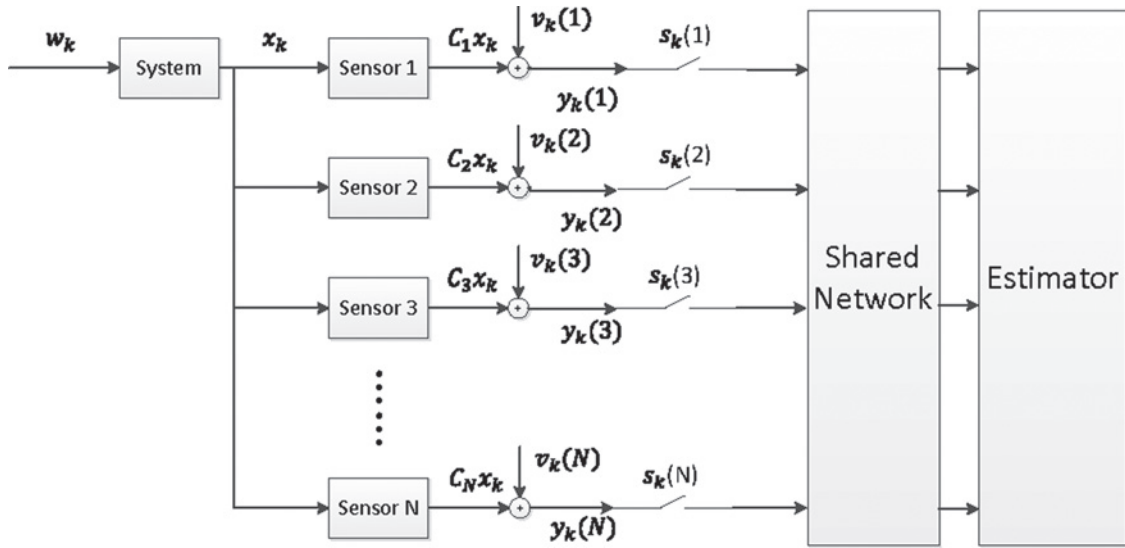 w_k
System
x_k
Sensor 1
C_1x_k
v_k(1)
y_k(1)
s_k(1)
Sensor 2
C_2x_k
v_k(2)
y_k(2)
s_k(2)
Sensor 3
C_3x_k
v_k(3)
y_k(3)
s_k(3)
Sensor N
C_Nx_k
v_k(N)
y_k(N)
s_k(N)
Shared
Network
Estimator